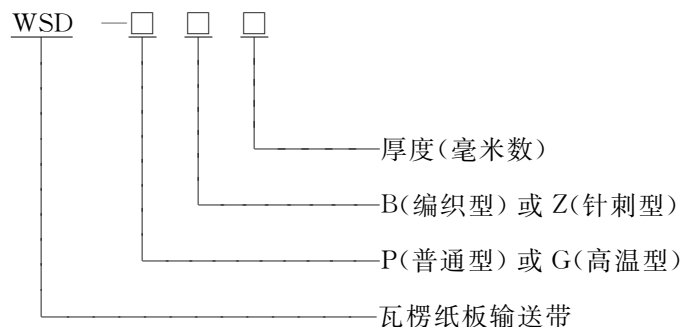 WSD —□ □ □
厚度(毫米数)
B(编织型) 或 Z(针刺型)
P(普通型) 或 G(高温型)
瓦楞纸板输送带